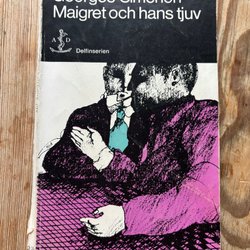 Georges Simenon
Maigret och hans tjuv
A D
Delfinserien